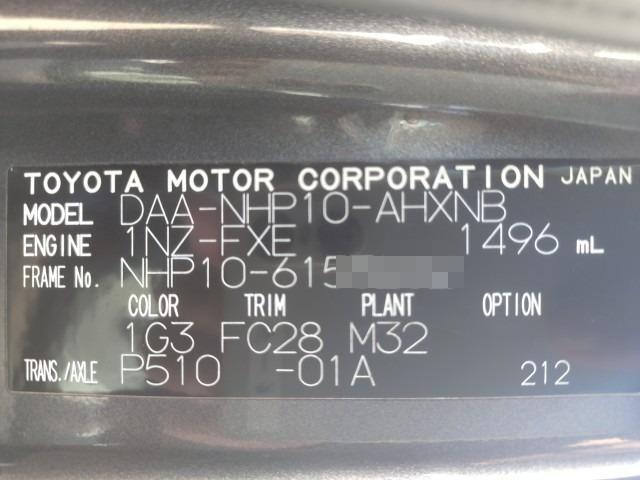 TOYOTA MOTOR CORPORATION JAPAN
MODEL DAA-NHP10-AHXNB
ENGINE 1NZ-FXE 1496 mL
FRAME No. NHP10-615
COLOR TRIM PLANT OPTION
1G3 FC28 M32
TRANS./AXLE P510 -01A 212